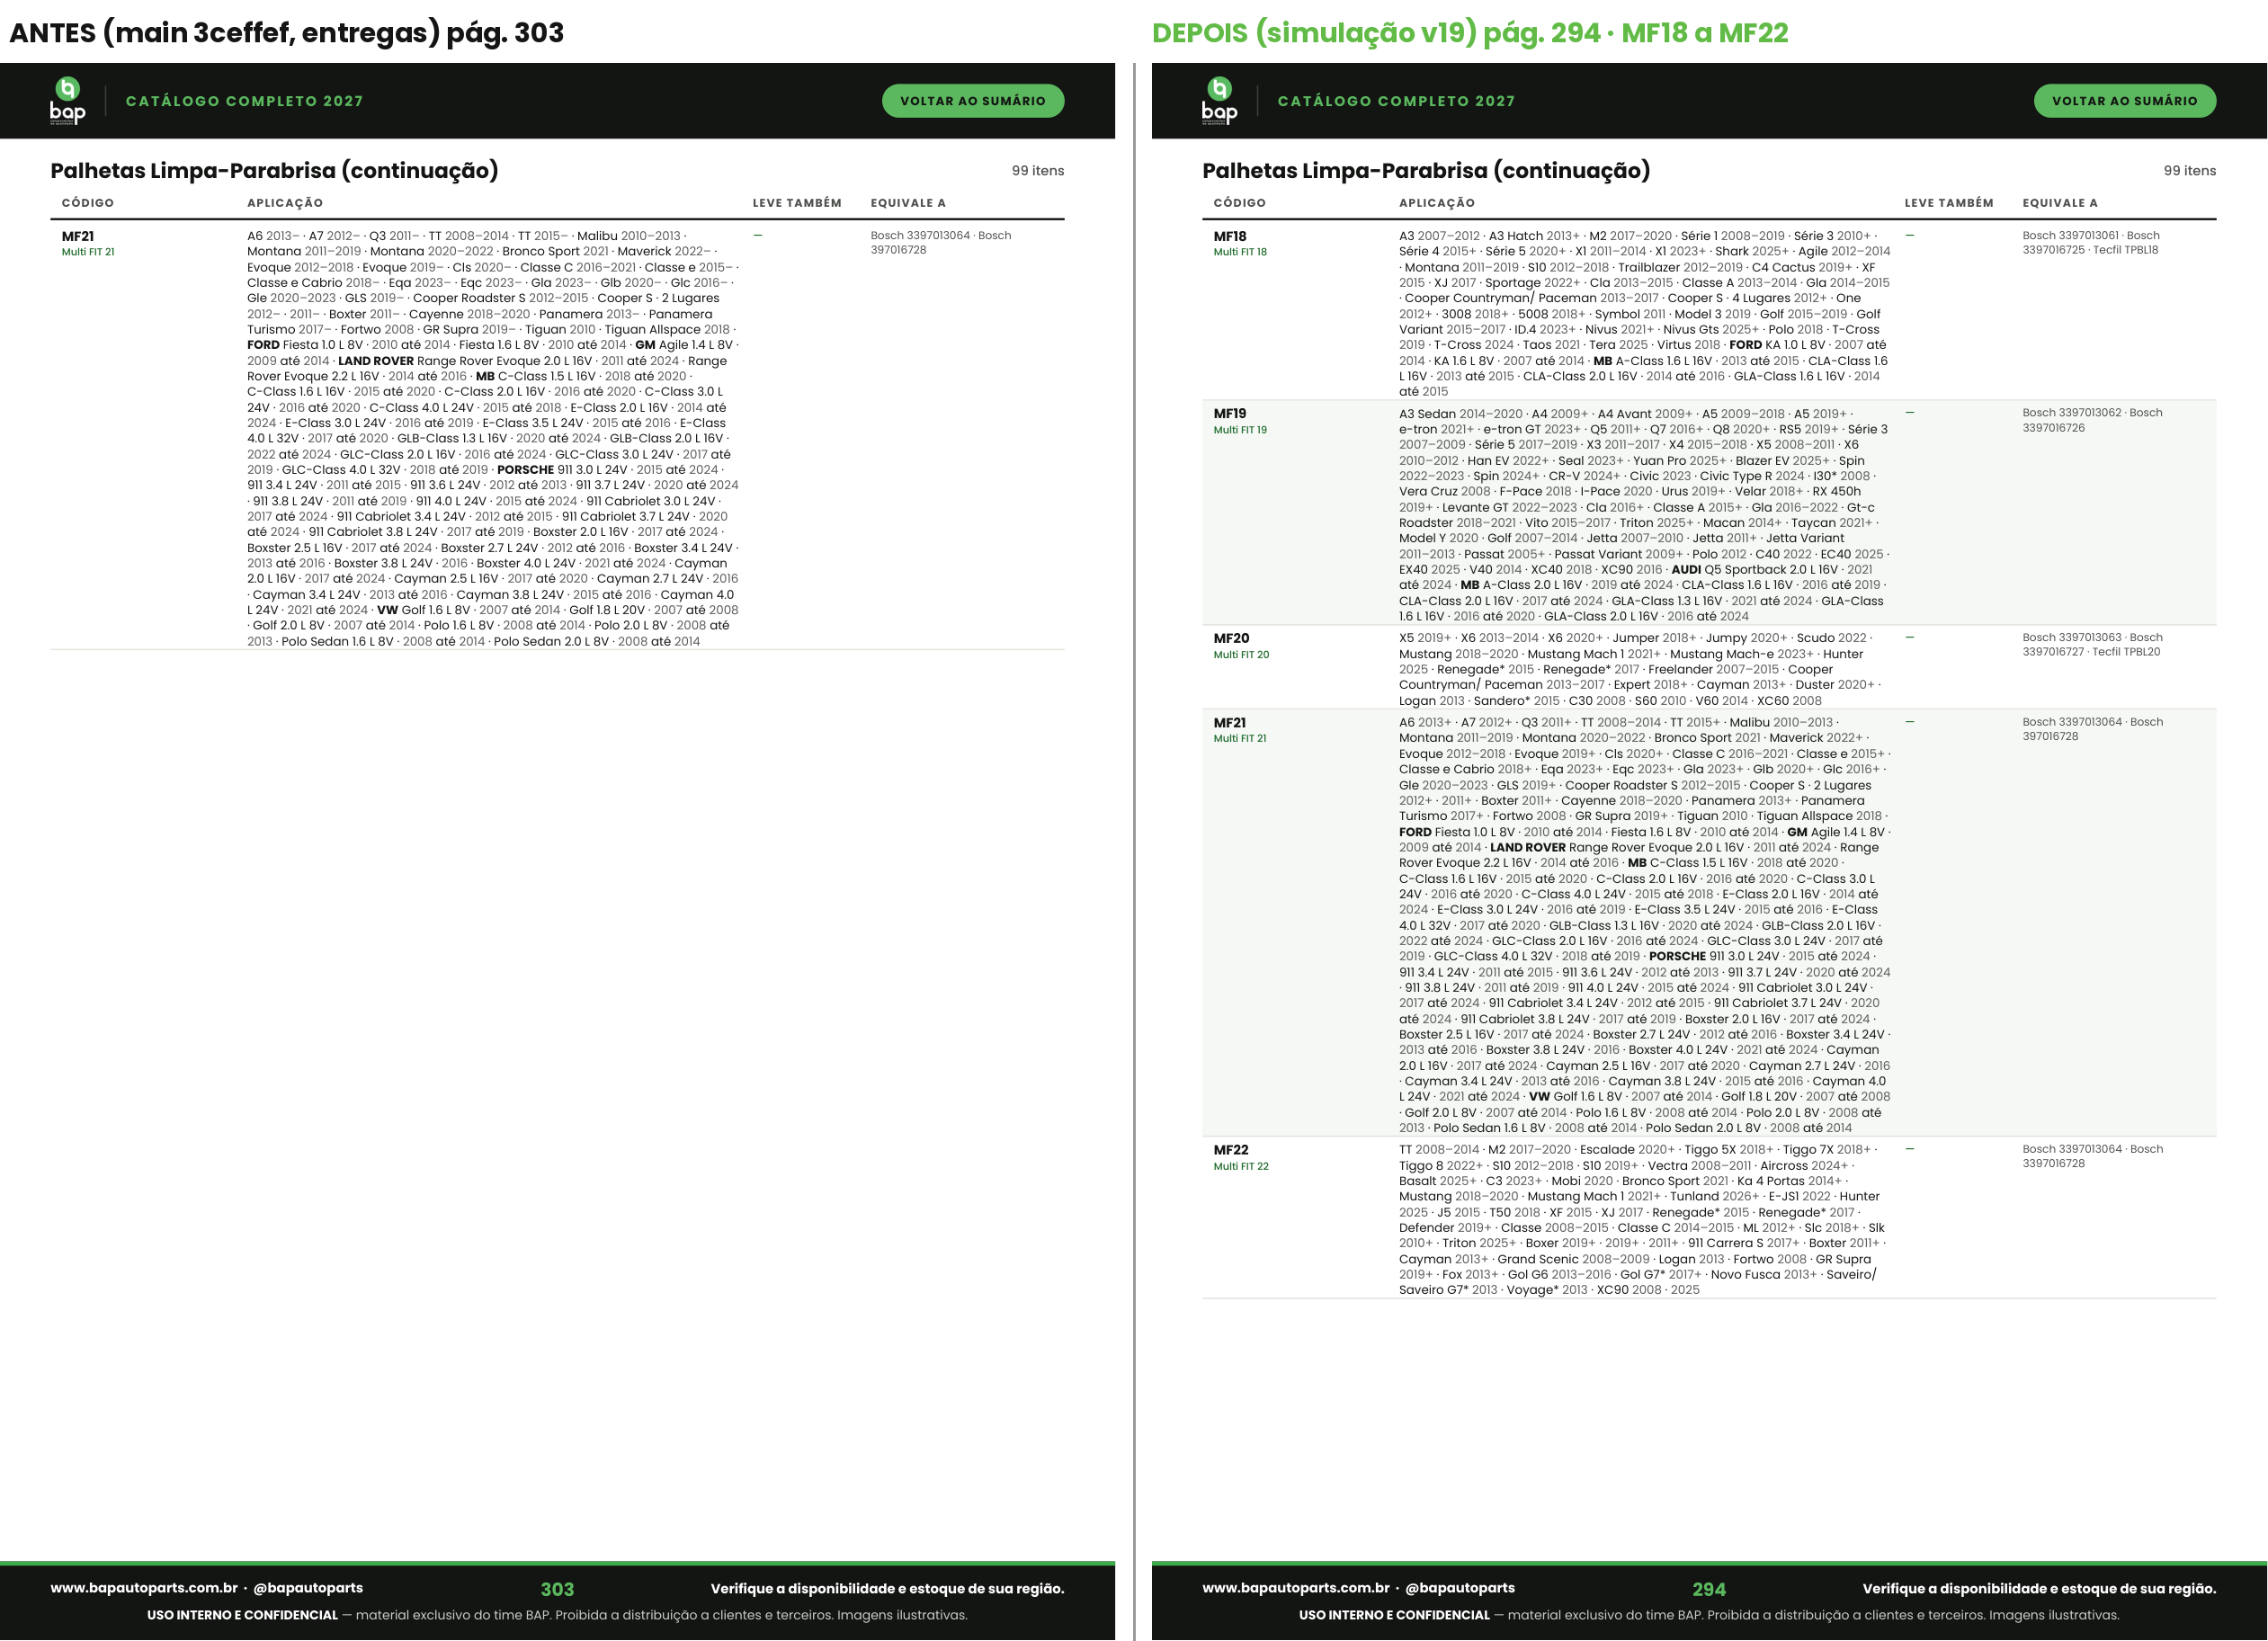 ANTES (main 3ceffef, entregas) pág. 303
bap
CATÁLOGO COMPLETO 2027
VOLTAR AO SUMÁRIO
Palhetas Limpa-Parabrisa (continuação)
99 itens
CÓDIGO APLICAÇÃO LEVE TAMBÉM EQUIVALE A
MF21
Multi FIT 21
A6 2013– · A7 2012– · Q3 2011– · TT 2008–2014 · TT 2015– · Malibu 2010–2013 ·
Montana 2011–2019 · Montana 2020–2022 · Bronco Sport 2021 · Maverick 2022– ·
Evoque 2012–2018 · Evoque 2019– · Cls 2020– · Classe C 2016–2021 · Classe e 2015– ·
Classe e Cabrio 2018– · Eqa 2023– · Eqc 2023– · Gla 2023– · Glb 2020– · Glc 2016– ·
Gle 2020–2023 · GLS 2019– · Cooper Roadster S 2012–2015 · Cooper S · 2 Lugares
2012– · 2011– · Boxter 2011– · Cayenne 2018–2020 · Panamera 2013– · Panamera
Turismo 2017– · Fortwo 2008 · GR Supra 2019– · Tiguan 2010 · Tiguan Allspace 2018 ·
FORD Fiesta 1.0 L 8V · 2010 até 2014 · Fiesta 1.6 L 8V · 2010 até 2014 · GM Agile 1.4 L 8V ·
2009 até 2014 · LAND ROVER Range Rover Evoque 2.0 L 16V · 2011 até 2024 · Range
Rover Evoque 2.2 L 16V · 2014 até 2016 · MB C-Class 1.5 L 16V · 2018 até 2020 ·
C-Class 1.6 L 16V · 2015 até 2020 · C-Class 2.0 L 16V · 2016 até 2020 · C-Class 3.0 L
24V · 2016 até 2020 · C-Class 4.0 L 24V · 2015 até 2018 · E-Class 2.0 L 16V · 2014 até
2024 · E-Class 3.0 L 24V · 2016 até 2019 · E-Class 3.5 L 24V · 2015 até 2016 · E-Class
4.0 L 32V · 2017 até 2020 · GLB-Class 1.3 L 16V · 2020 até 2024 · GLB-Class 2.0 L 16V ·
2022 até 2024 · GLC-Class 2.0 L 16V · 2016 até 2024 · GLC-Class 3.0 L 24V · 2017 até
2019 · GLC-Class 4.0 L 32V · 2018 até 2019 · PORSCHE 911 3.0 L 24V · 2015 até 2024 ·
911 3.4 L 24V · 2011 até 2015 · 911 3.6 L 24V · 2012 até 2013 · 911 3.7 L 24V · 2020 até 2024
· 911 3.8 L 24V · 2011 até 2019 · 911 4.0 L 24V · 2015 até 2024 · 911 Cabriolet 3.0 L 24V ·
2017 até 2024 · 911 Cabriolet 3.4 L 24V · 2012 até 2015 · 911 Cabriolet 3.7 L 24V · 2020
até 2024 · 911 Cabriolet 3.8 L 24V · 2017 até 2019 · Boxster 2.0 L 16V · 2017 até 2024 ·
Boxster 2.5 L 16V · 2017 até 2024 · Boxster 2.7 L 24V · 2012 até 2016 · Boxster 3.4 L 24V ·
2013 até 2016 · Boxster 3.8 L 24V · 2016 · Boxster 4.0 L 24V · 2021 até 2024 · Cayman
2.0 L 16V · 2017 até 2024 · Cayman 2.5 L 16V · 2017 até 2020 · Cayman 2.7 L 24V · 2016
· Cayman 3.4 L 24V · 2013 até 2016 · Cayman 3.8 L 24V · 2015 até 2016 · Cayman 4.0
L 24V · 2021 até 2024 · VW Golf 1.6 L 8V · 2007 até 2014 · Golf 1.8 L 20V · 2007 até 2008
· Golf 2.0 L 8V · 2007 até 2014 · Polo 1.6 L 8V · 2008 até 2014 · Polo 2.0 L 8V · 2008 até
2013 · Polo Sedan 1.6 L 8V · 2008 até 2014 · Polo Sedan 2.0 L 8V · 2008 até 2014
—
Bosch 3397013064 · Bosch
397016728
www.bapautoparts.com.br · @bapautoparts
303
Verifique a disponibilidade e estoque de sua região.
USO INTERNO E CONFIDENCIAL — material exclusivo do time BAP. Proibida a distribuição a clientes e terceiros. Imagens ilustrativas.
DEPOIS (simulação v19) pág. 294 · MF18 a MF22
bap
CATÁLOGO COMPLETO 2027
VOLTAR AO SUMÁRIO
Palhetas Limpa-Parabrisa (continuação)
99 itens
CÓDIGO APLICAÇÃO LEVE TAMBÉM EQUIVALE A
MF18
Multi FIT 18
A3 2007–2012 · A3 Hatch 2013+ · M2 2017–2020 · Série 1 2008–2019 · Série 3 2010+ ·
Série 4 2015+ · Série 5 2020+ · X1 2011–2014 · X1 2023+ · Shark 2025+ · Agile 2012–2014
· Montana 2011–2019 · S10 2012–2018 · Trailblazer 2012–2019 · C4 Cactus 2019+ · XF
2015 · XJ 2017 · Sportage 2022+ · Cla 2013–2015 · Classe A 2013–2014 · Gla 2014–2015
· Cooper Countryman/ Paceman 2013–2017 · Cooper S · 4 Lugares 2012+ · One
2012+ · 3008 2018+ · 5008 2018+ · Symbol 2011 · Model 3 2019 · Golf 2015–2019 · Golf
Variant 2015–2017 · ID.4 2023+ · Nivus 2021+ · Nivus Gts 2025+ · Polo 2018 · T-Cross
2019 · T-Cross 2024 · Taos 2021 · Tera 2025 · Virtus 2018 · FORD KA 1.0 L 8V · 2007 até
2014 · KA 1.6 L 8V · 2007 até 2014 · MB A-Class 1.6 L 16V · 2013 até 2015 · CLA-Class 1.6
L 16V · 2013 até 2015 · CLA-Class 2.0 L 16V · 2014 até 2016 · GLA-Class 1.6 L 16V · 2014
até 2015
—
Bosch 3397013061 · Bosch
3397016725 · Tecfil TPBL18
MF19
Multi FIT 19
A3 Sedan 2014–2020 · A4 2009+ · A4 Avant 2009+ · A5 2009–2018 · A5 2019+ ·
e-tron 2021+ · e-tron GT 2023+ · Q5 2011+ · Q7 2016+ · Q8 2020+ · RS5 2019+ · Série 3
2007–2009 · Série 5 2017–2019 · X3 2011–2017 · X4 2015–2018 · X5 2008–2011 · X6
2010–2012 · Han EV 2022+ · Seal 2023+ · Yuan Pro 2025+ · Blazer EV 2025+ · Spin
2022–2023 · Spin 2024+ · CR-V 2024+ · Civic 2023 · Civic Type R 2024 · I30* 2008 ·
Vera Cruz 2008 · F-Pace 2018 · I-Pace 2020 · Urus 2019+ · Velar 2018+ · RX 450h
2019+ · Levante GT 2022–2023 · Cla 2016+ · Classe A 2015+ · Gla 2016–2022 · Gt-c
Roadster 2018–2021 · Vito 2015–2017 · Triton 2025+ · Macan 2014+ · Taycan 2021+ ·
Model Y 2020 · Golf 2007–2014 · Jetta 2007–2010 · Jetta 2011+ · Jetta Variant
2011–2013 · Passat 2005+ · Passat Variant 2009+ · Polo 2012 · C40 2022 · EC40 2025 ·
EX40 2025 · V40 2014 · XC40 2018 · XC90 2016 · AUDI Q5 Sportback 2.0 L 16V · 2021
até 2024 · MB A-Class 2.0 L 16V · 2019 até 2024 · CLA-Class 1.6 L 16V · 2016 até 2019 ·
CLA-Class 2.0 L 16V · 2017 até 2024 · GLA-Class 1.3 L 16V · 2021 até 2024 · GLA-Class
1.6 L 16V · 2016 até 2020 · GLA-Class 2.0 L 16V · 2016 até 2024
—
Bosch 3397013062 · Bosch
3397016726
MF20
Multi FIT 20
X5 2019+ · X6 2013–2014 · X6 2020+ · Jumper 2018+ · Jumpy 2020+ · Scudo 2022 ·
Mustang 2018–2020 · Mustang Mach 1 2021+ · Mustang Mach-e 2023+ · Hunter
2025 · Renegade* 2015 · Renegade* 2017 · Freelander 2007–2015 · Cooper
Countryman/ Paceman 2013–2017 · Expert 2018+ · Cayman 2013+ · Duster 2020+ ·
Logan 2013 · Sandero* 2015 · C30 2008 · S60 2010 · V60 2014 · XC60 2008
—
Bosch 3397013063 · Bosch
3397016727 · Tecfil TPBL20
MF21
Multi FIT 21
A6 2013+ · A7 2012+ · Q3 2011+ · TT 2008–2014 · TT 2015+ · Malibu 2010–2013 ·
Montana 2011–2019 · Montana 2020–2022 · Bronco Sport 2021 · Maverick 2022+ ·
Evoque 2012–2018 · Evoque 2019+ · Cls 2020+ · Classe C 2016–2021 · Classe e 2015+ ·
Classe e Cabrio 2018+ · Eqa 2023+ · Eqc 2023+ · Gla 2023+ · Glb 2020+ · Glc 2016+ ·
Gle 2020–2023 · GLS 2019+ · Cooper Roadster S 2012–2015 · Cooper S · 2 Lugares
2012+ · 2011+ · Boxter 2011+ · Cayenne 2018–2020 · Panamera 2013+ · Panamera
Turismo 2017+ · Fortwo 2008 · GR Supra 2019+ · Tiguan 2010 · Tiguan Allspace 2018 ·
FORD Fiesta 1.0 L 8V · 2010 até 2014 · Fiesta 1.6 L 8V · 2010 até 2014 · GM Agile 1.4 L 8V ·
2009 até 2014 · LAND ROVER Range Rover Evoque 2.0 L 16V · 2011 até 2024 · Range
Rover Evoque 2.2 L 16V · 2014 até 2016 · MB C-Class 1.5 L 16V · 2018 até 2020 ·
C-Class 1.6 L 16V · 2015 até 2020 · C-Class 2.0 L 16V · 2016 até 2020 · C-Class 3.0 L
24V · 2016 até 2020 · C-Class 4.0 L 24V · 2015 até 2018 · E-Class 2.0 L 16V · 2014 até
2024 · E-Class 3.0 L 24V · 2016 até 2019 · E-Class 3.5 L 24V · 2015 até 2016 · E-Class
4.0 L 32V · 2017 até 2020 · GLB-Class 1.3 L 16V · 2020 até 2024 · GLB-Class 2.0 L 16V ·
2022 até 2024 · GLC-Class 2.0 L 16V · 2016 até 2024 · GLC-Class 3.0 L 24V · 2017 até
2019 · GLC-Class 4.0 L 32V · 2018 até 2019 · PORSCHE 911 3.0 L 24V · 2015 até 2024 ·
911 3.4 L 24V · 2011 até 2015 · 911 3.6 L 24V · 2012 até 2013 · 911 3.7 L 24V · 2020 até 2024
· 911 3.8 L 24V · 2011 até 2019 · 911 4.0 L 24V · 2015 até 2024 · 911 Cabriolet 3.0 L 24V ·
2017 até 2024 · 911 Cabriolet 3.4 L 24V · 2012 até 2015 · 911 Cabriolet 3.7 L 24V · 2020
até 2024 · 911 Cabriolet 3.8 L 24V · 2017 até 2019 · Boxster 2.0 L 16V · 2017 até 2024 ·
Boxster 2.5 L 16V · 2017 até 2024 · Boxster 2.7 L 24V · 2012 até 2016 · Boxster 3.4 L 24V ·
2013 até 2016 · Boxster 3.8 L 24V · 2016 · Boxster 4.0 L 24V · 2021 até 2024 · Cayman
2.0 L 16V · 2017 até 2024 · Cayman 2.5 L 16V · 2017 até 2020 · Cayman 2.7 L 24V · 2016
· Cayman 3.4 L 24V · 2013 até 2016 · Cayman 3.8 L 24V · 2015 até 2016 · Cayman 4.0
L 24V · 2021 até 2024 · VW Golf 1.6 L 8V · 2007 até 2014 · Golf 1.8 L 20V · 2007 até 2008
· Golf 2.0 L 8V · 2007 até 2014 · Polo 1.6 L 8V · 2008 até 2014 · Polo 2.0 L 8V · 2008 até
2013 · Polo Sedan 1.6 L 8V · 2008 até 2014 · Polo Sedan 2.0 L 8V · 2008 até 2014
—
Bosch 3397013064 · Bosch
397016728
MF22
Multi FIT 22
TT 2008–2014 · M2 2017–2020 · Escalade 2020+ · Tiggo 5X 2018+ · Tiggo 7X 2018+ ·
Tiggo 8 2022+ · S10 2012–2018 · S10 2019+ · Vectra 2008–2011 · Aircross 2024+ ·
Basalt 2025+ · C3 2023+ · Mobi 2020 · Bronco Sport 2021 · Ka 4 Portas 2014+ ·
Mustang 2018–2020 · Mustang Mach 1 2021+ · Tunland 2026+ · E-JS1 2022 · Hunter
2025 · J5 2015 · T50 2018 · XF 2015 · XJ 2017 · Renegade* 2015 · Renegade* 2017 ·
Defender 2019+ · Classe 2008–2015 · Classe C 2014–2015 · ML 2012+ · Slc 2018+ · Slk
2010+ · Triton 2025+ · Boxer 2019+ · 2019+ · 2011+ · 911 Carrera S 2017+ · Boxter 2011+ ·
Cayman 2013+ · Grand Scenic 2008–2009 · Logan 2013 · Fortwo 2008 · GR Supra
2019+ · Fox 2013+ · Gol G6 2013–2016 · Gol G7* 2017+ · Novo Fusca 2013+ · Saveiro/
Saveiro G7* 2013 · Voyage* 2013 · XC90 2008 · 2025
—
Bosch 3397013064 · Bosch
3397016728
www.bapautoparts.com.br · @bapautoparts
294
Verifique a disponibilidade e estoque de sua região.
USO INTERNO E CONFIDENCIAL — material exclusivo do time BAP. Proibida a distribuição a clientes e terceiros. Imagens ilustrativas.